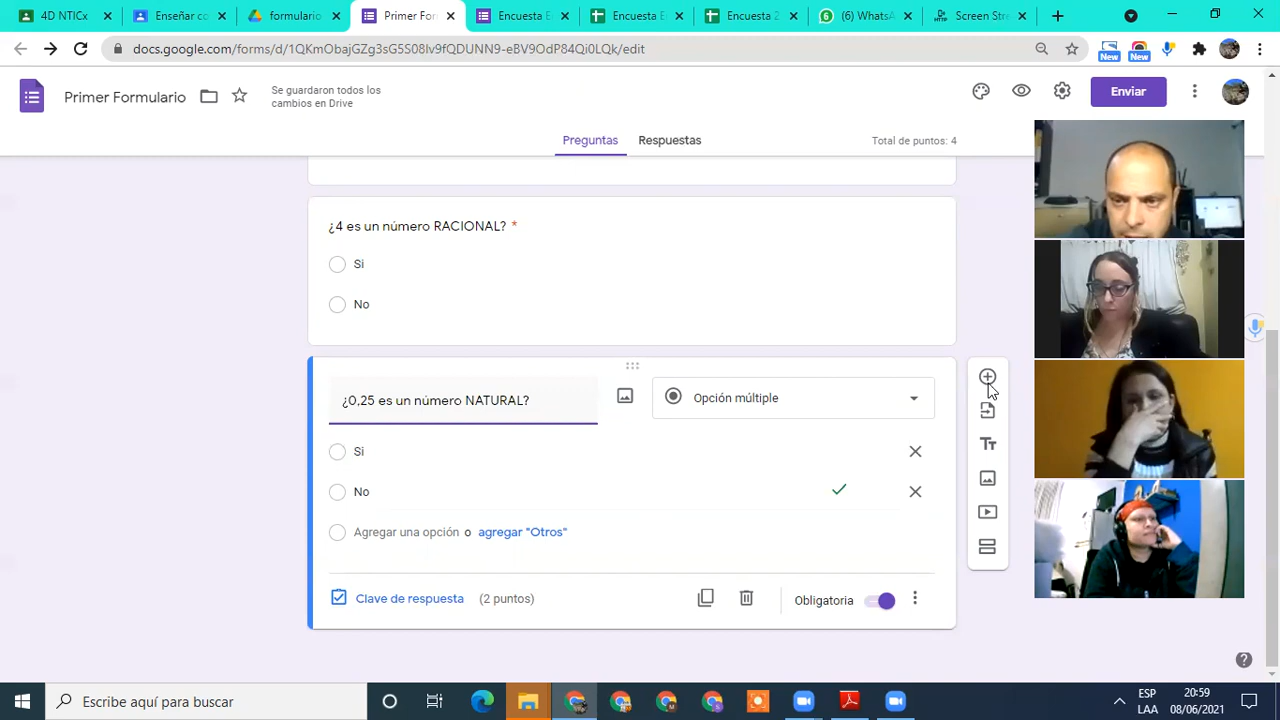 4D NTICx
Enseñar co
formulario
Primer For
Encuesta E
Encuesta E
Encuesta 2
(6) WhatsA
Screen Stre
docs.google.com/forms/d/1QKmObajGZg3sG5SQ8lv9fQDUNN9-eBV9OdP84Qi0LQk/edit
New
New
Primer Formulario
Se guardaron todos los
cambios en Drive
Enviar
Preguntas
Respuestas
Total de puntos: 4
¿4 es un número RACIONAL? *
Si
No
¿0,25 es un número NATURAL?
Opción múltiple
Si
No
Agregar una opción o agregar "Otros"
Clave de respuesta (2 puntos)
Obligatoria
Escribe aquí para buscar
ESP
LAA
20:59
08/06/2021